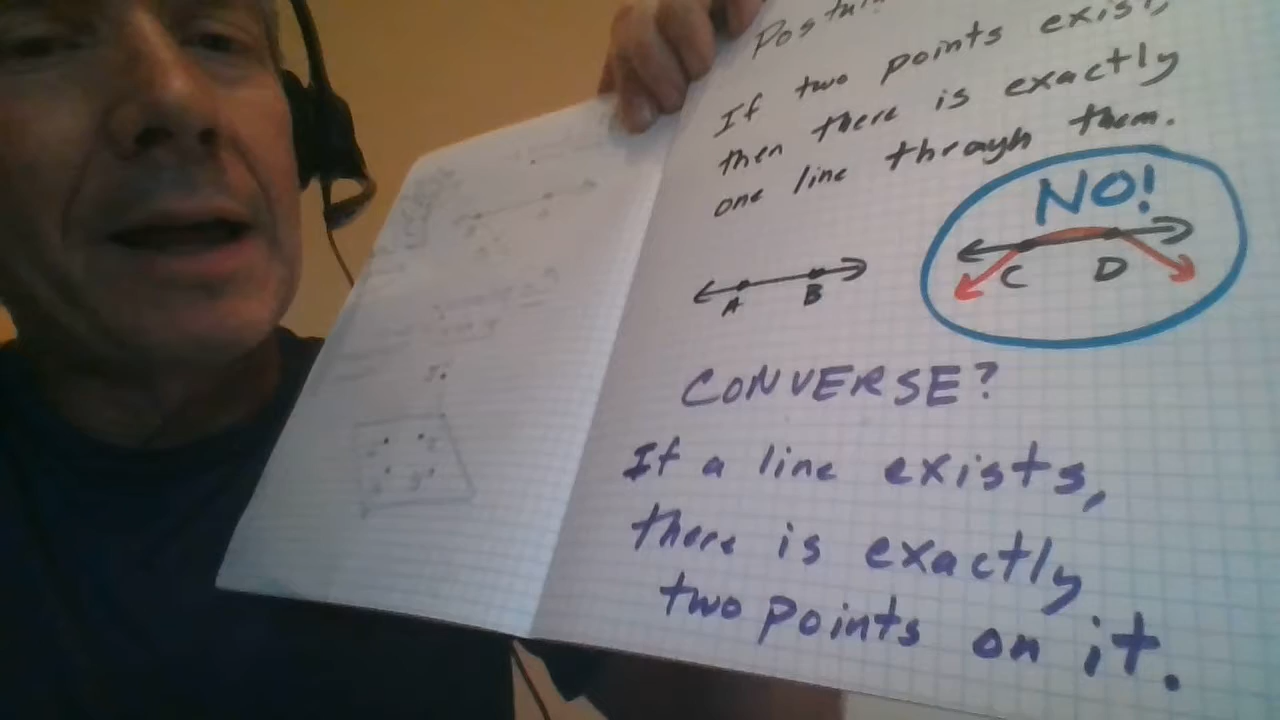 If two points exist,
then there is exactly
one line through them.
NO!
A B
C D
CONVERSE?
If a line exists,
there is exactly
two points on it.